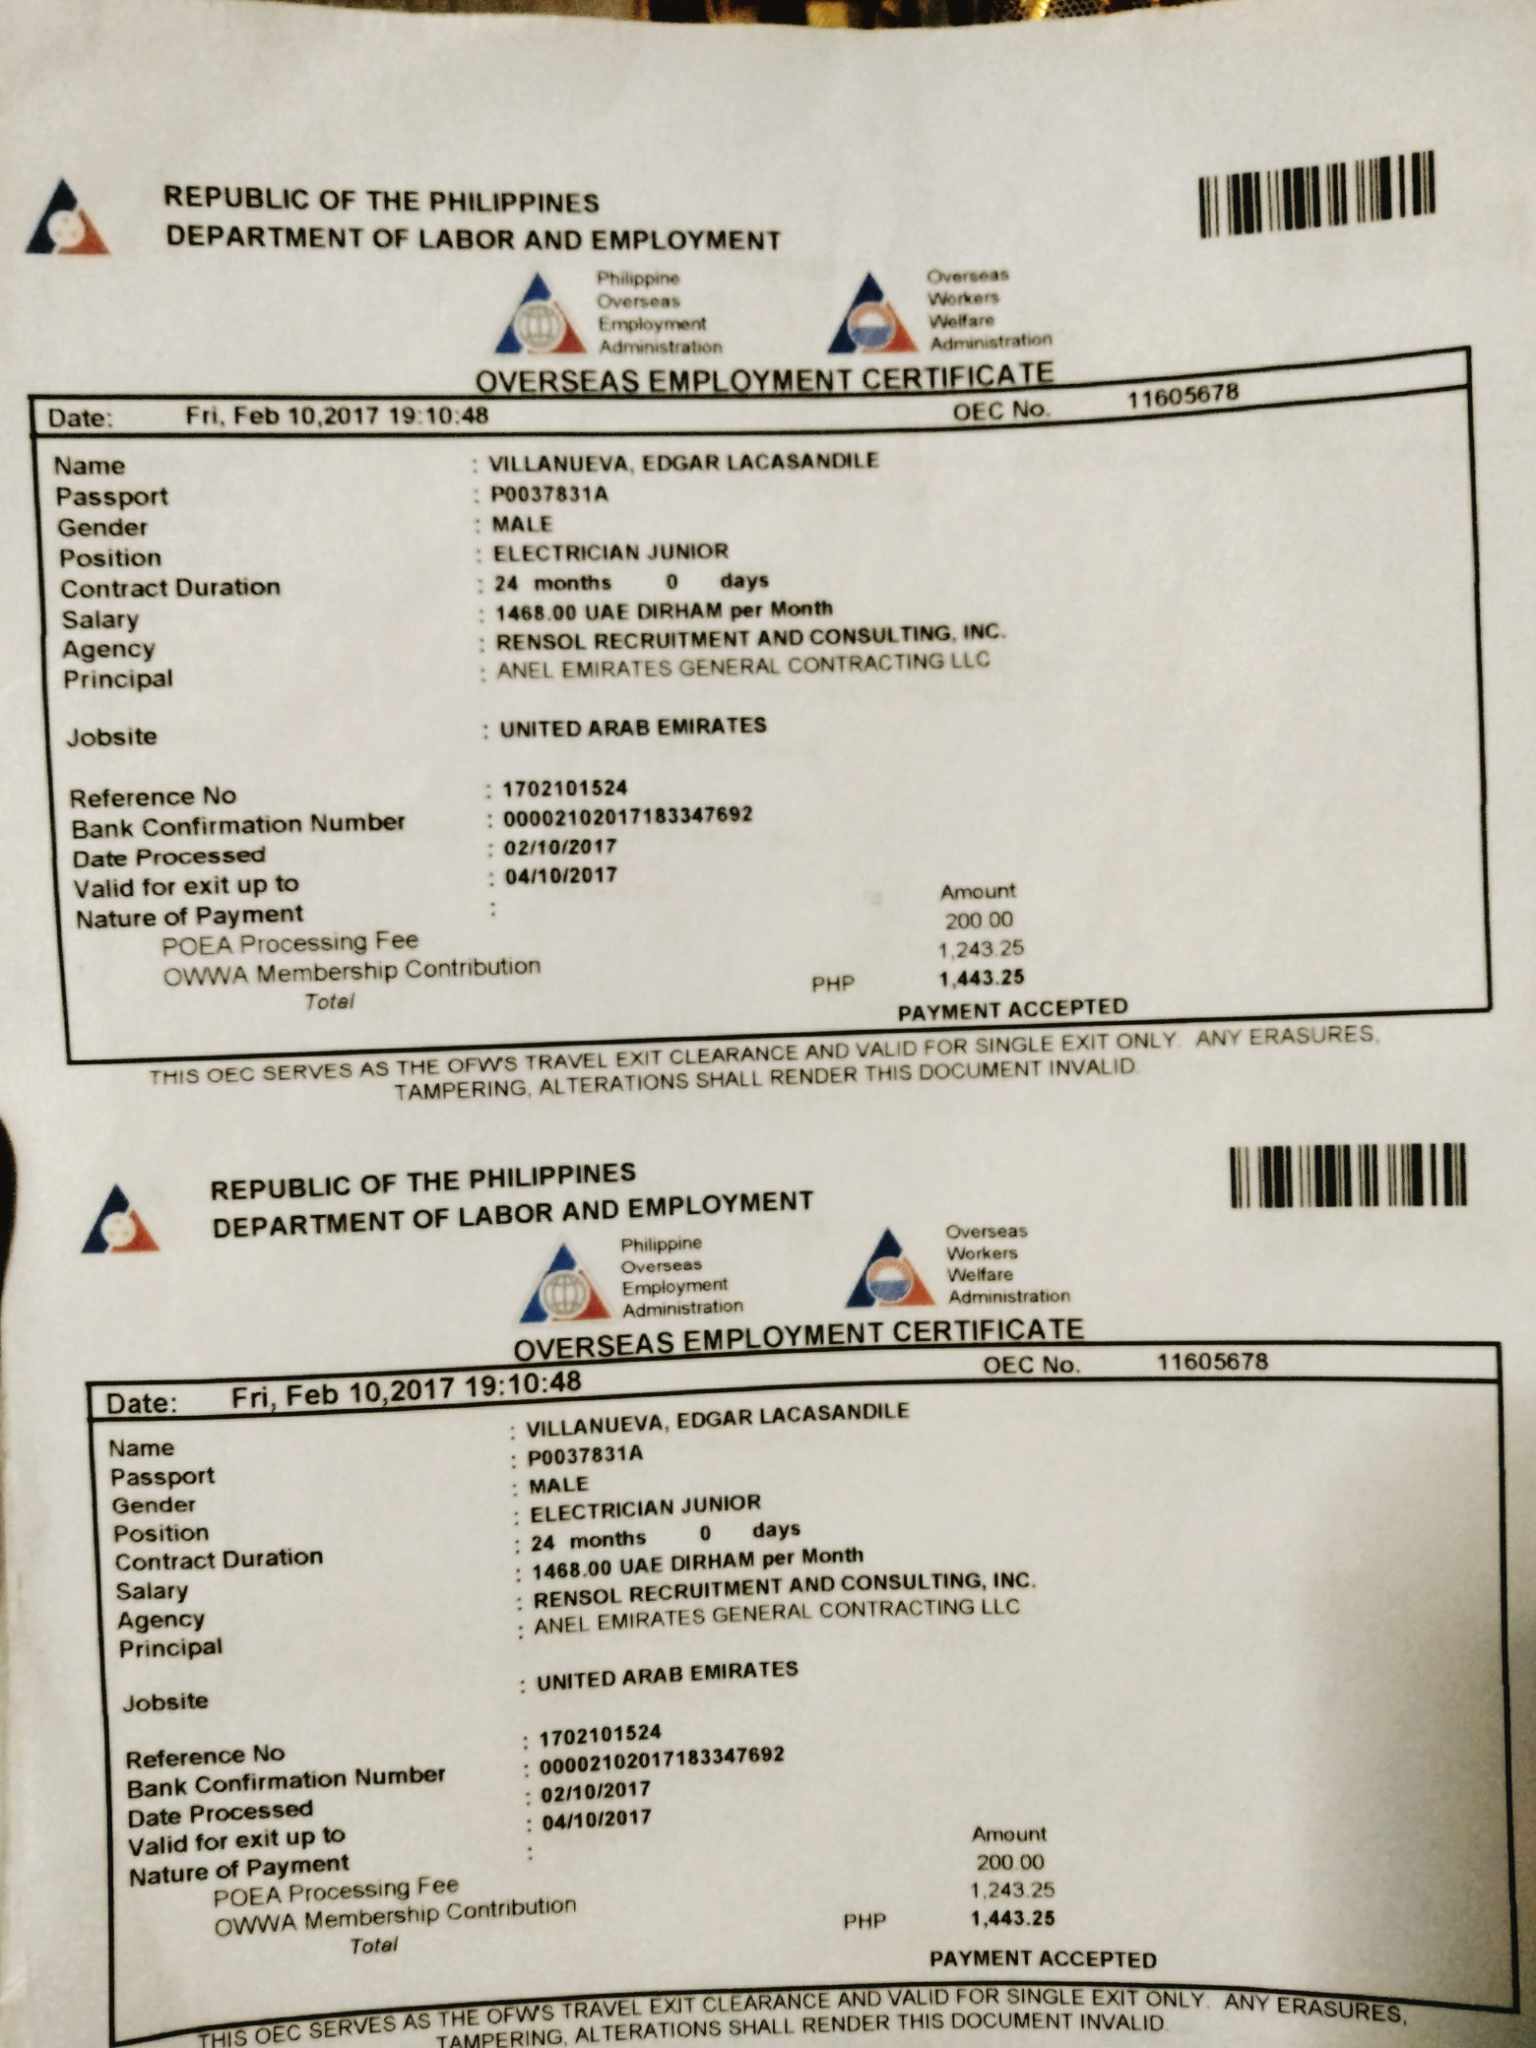 REPUBLIC OF THE PHILIPPINES
DEPARTMENT OF LABOR AND EMPLOYMENT
Philippine
Overseas
Employment
Administration
Overseas
Workers
Welfare
Administration
OVERSEAS EMPLOYMENT CERTIFICATE
Date: Fri, Feb 10,2017 19:10:48 OEC No. 11605678
Name : VILLANUEVA, EDGAR LACASANDILE
Passport : P0037831A
Gender : MALE
Position : ELECTRICIAN JUNIOR
Contract Duration : 24 months 0 days
Salary : 1468.00 UAE DIRHAM per Month
Agency : RENSOL RECRUITMENT AND CONSULTING, INC.
Principal : ANEL EMIRATES GENERAL CONTRACTING LLC
Jobsite : UNITED ARAB EMIRATES
Reference No : 1702101524
Bank Confirmation Number : 00002102017183347692
Date Processed : 02/10/2017
Valid for exit up to : 04/10/2017
Nature of Payment : Amount
POEA Processing Fee 200.00
OWWA Membership Contribution 1,243.25
Total PHP 1,443.25
PAYMENT ACCEPTED
THIS OEC SERVES AS THE OFW'S TRAVEL EXIT CLEARANCE AND VALID FOR SINGLE EXIT ONLY. ANY ERASURES,
TAMPERING, ALTERATIONS SHALL RENDER THIS DOCUMENT INVALID.
REPUBLIC OF THE PHILIPPINES
DEPARTMENT OF LABOR AND EMPLOYMENT
Philippine
Overseas
Employment
Administration
Overseas
Workers
Welfare
Administration
OVERSEAS EMPLOYMENT CERTIFICATE
Date: Fri, Feb 10,2017 19:10:48 OEC No. 11605678
Name : VILLANUEVA, EDGAR LACASANDILE
Passport : P0037831A
Gender : MALE
Position : ELECTRICIAN JUNIOR
Contract Duration : 24 months 0 days
Salary : 1468.00 UAE DIRHAM per Month
Agency : RENSOL RECRUITMENT AND CONSULTING, INC.
Principal : ANEL EMIRATES GENERAL CONTRACTING LLC
Jobsite : UNITED ARAB EMIRATES
Reference No : 1702101524
Bank Confirmation Number : 00002102017183347692
Date Processed : 02/10/2017
Valid for exit up to : 04/10/2017
Nature of Payment : Amount
POEA Processing Fee 200.00
OWWA Membership Contribution 1,243.25
Total PHP 1,443.25
PAYMENT ACCEPTED
THIS OEC SERVES AS THE OFW'S TRAVEL EXIT CLEARANCE AND VALID FOR SINGLE EXIT ONLY. ANY ERASURES,
TAMPERING, ALTERATIONS SHALL RENDER THIS DOCUMENT INVALID.